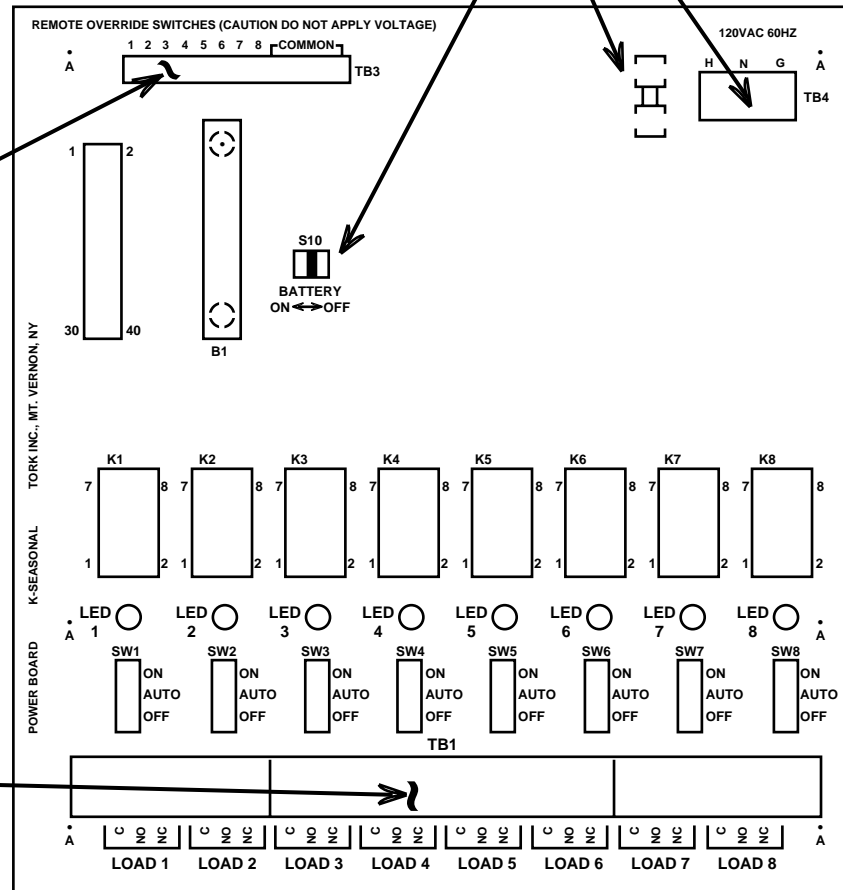 REMOTE OVERRIDE SWITCHES (CAUTION DO NOT APPLY VOLTAGE)
120VAC 60HZ
A 1 2 3 4 5 6 7 8 COMMON A
H N G
TB3
TB4
1 2
S10
BATTERY
ON OFF
30 40
B1
TORK INC., MT. VERNON, NY
K-SEASONAL
POWER BOARD
K1 K2 K3 K4 K5 K6 K7 K8
7 8 7 8 7 8 7 8 7 8 7 8 7 8 7 8
1 2 1 2 1 2 1 2 1 2 1 2 1 2 1 2
A LED 1 LED 2 LED 3 LED 4 LED 5 LED 6 LED 7 LED 8 A
SW1 SW2 SW3 SW4 SW5 SW6 SW7 SW8
ON ON ON ON ON ON ON ON
AUTO AUTO AUTO AUTO AUTO AUTO AUTO AUTO
OFF OFF OFF OFF OFF OFF OFF OFF
TB1
A C NO NC C NO NC C NO NC C NO NC C NO NC C NO NC C NO NC C NO NC A
LOAD 1 LOAD 2 LOAD 3 LOAD 4 LOAD 5 LOAD 6 LOAD 7 LOAD 8